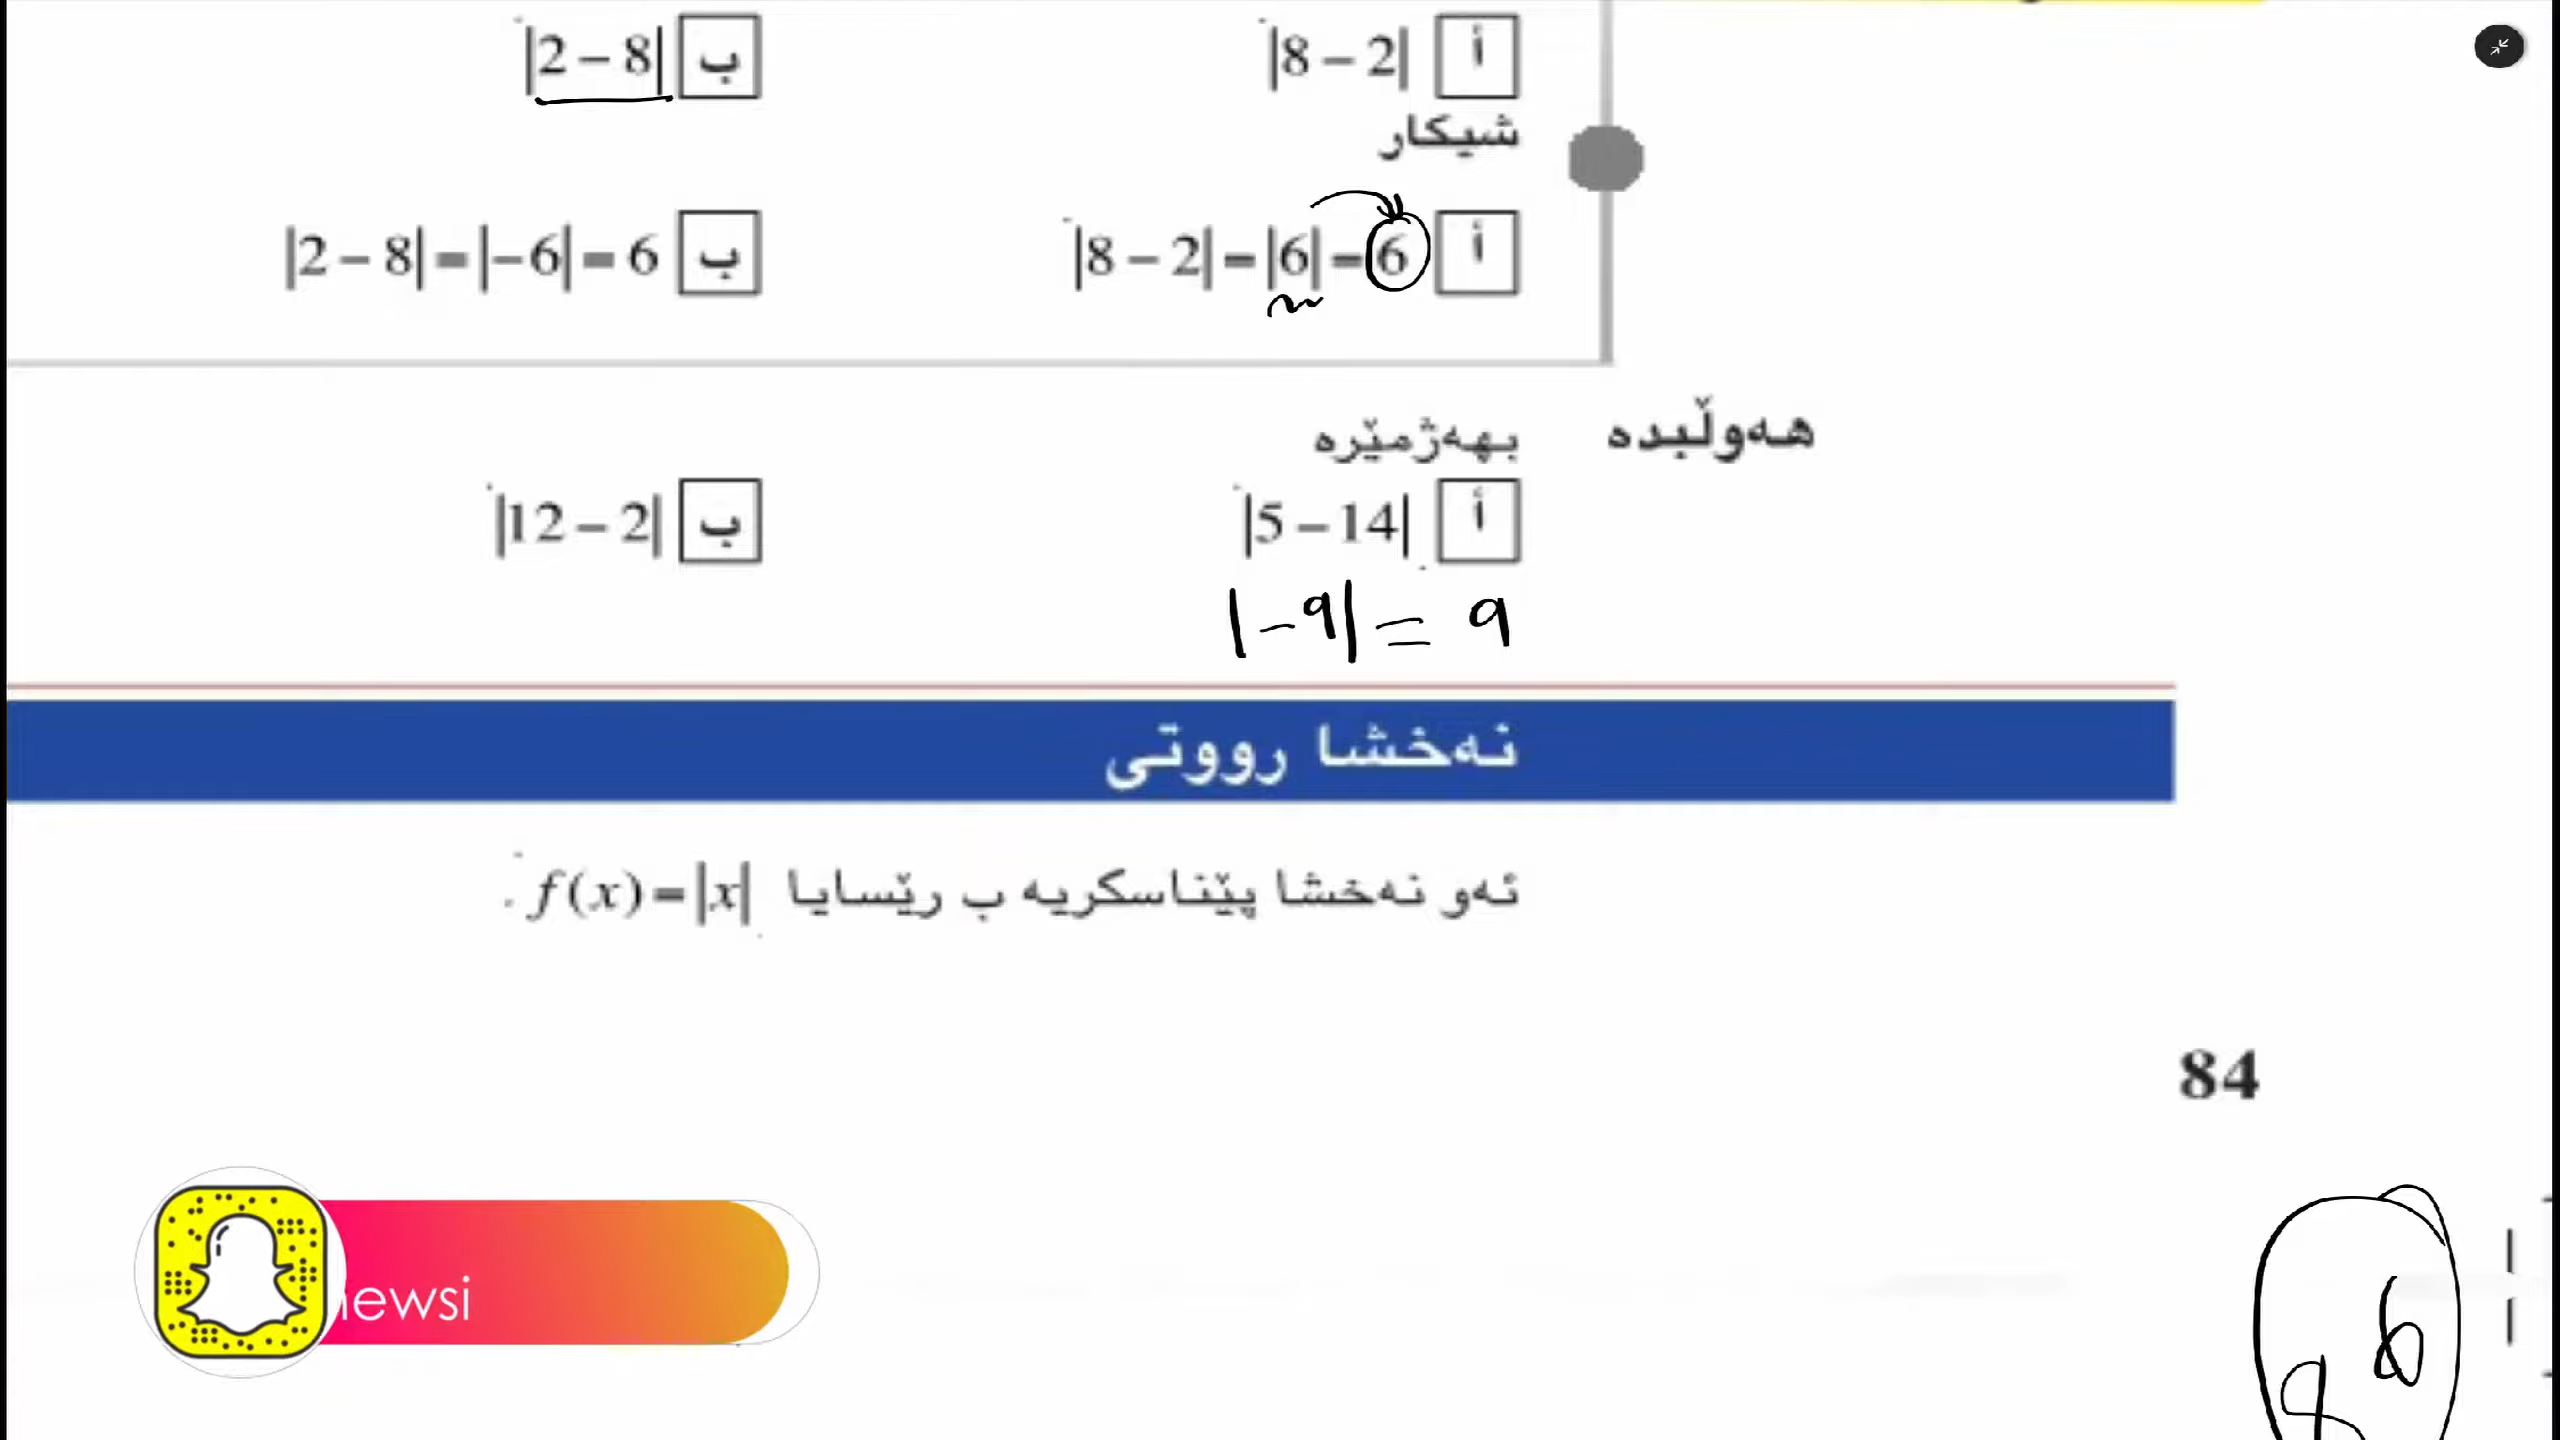 أ |8 – 2| ب |2 – 8|
شیکار
أ |8 – 2| = |6| = 6 ب |2 – 8| = |–6| = 6
هەوڵبدە بهەژمێرە
أ |5 – 14| ب |12 – 2|
|-9| = 9
نەخشا رووتی
ئەو نەخشا پێناسکریە ب رێسایا f(x) = |x| .
84
6
ewsi